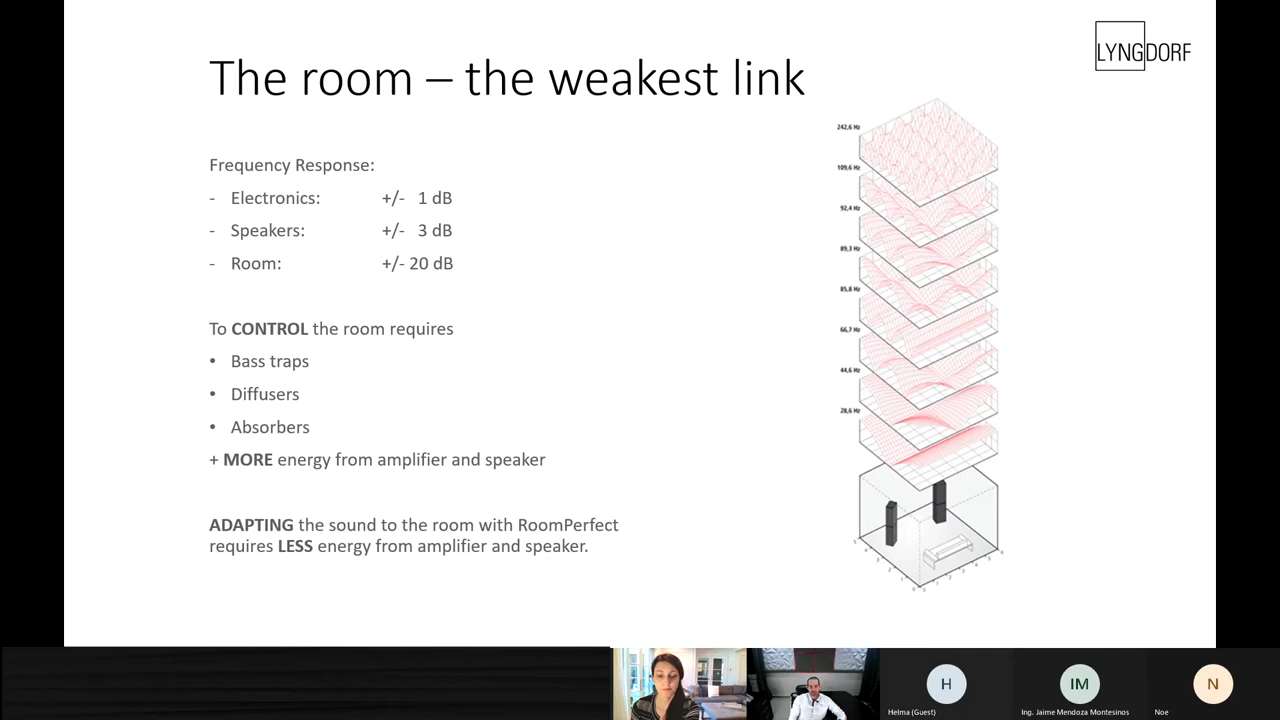 LYNGDORF
The room – the weakest link
Frequency Response:
- Electronics: +/- 1 dB
- Speakers: +/- 3 dB
- Room: +/- 20 dB
To CONTROL the room requires
• Bass traps
• Diffusers
• Absorbers
+ MORE energy from amplifier and speaker
ADAPTING the sound to the room with RoomPerfect
requires LESS energy from amplifier and speaker.
242,6 Hz
109,6 Hz
92,4 Hz
89,3 Hz
85,8 Hz
66,7 Hz
44,6 Hz
28,6 Hz
H
Helma (Guest)
IM
Ing. Jaime Mendoza Montesinos
N
Noe